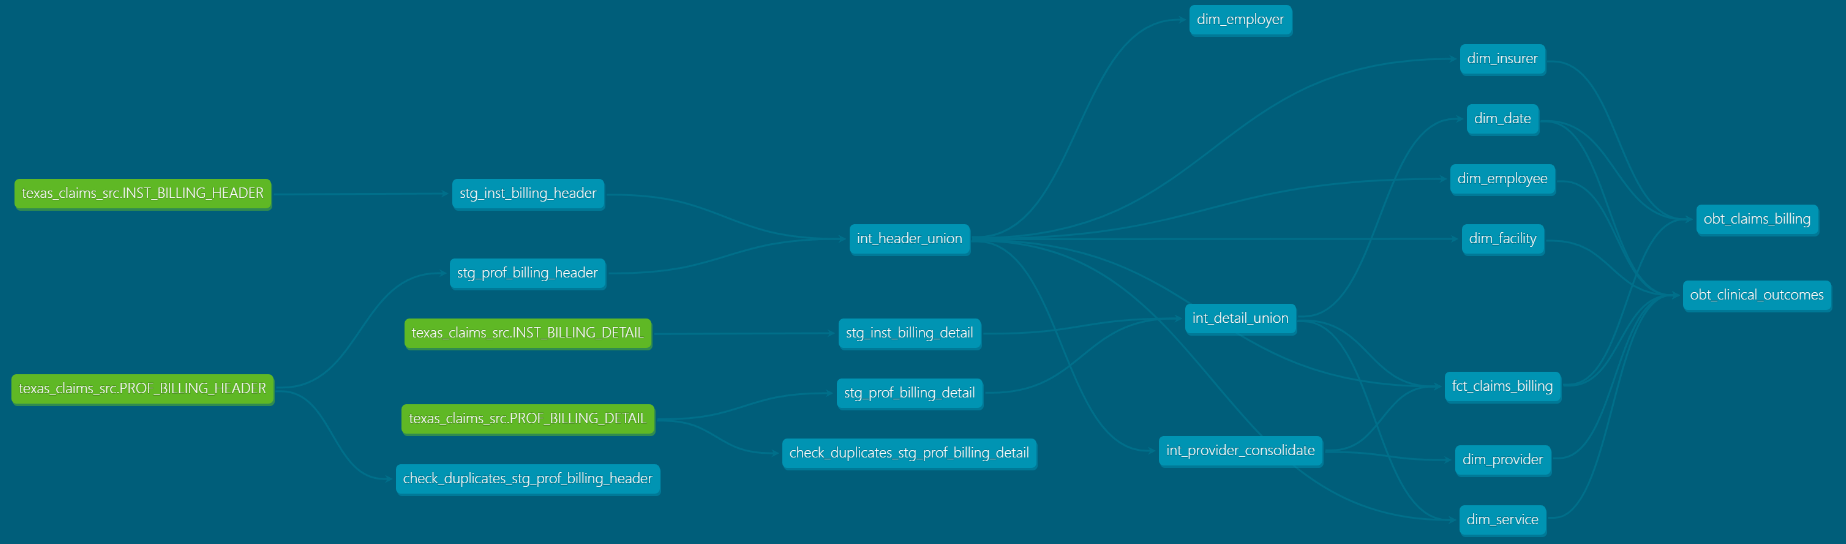 dim_employer
dim_insurer
dim_date
dim_employee
texas_claims_src.INST_BILLING_HEADER
stg_inst_billing_header
obt_claims_billing
int_header_union
dim_facility
stg_prof_billing_header
obt_clinical_outcomes
texas_claims_src.INST_BILLING_DETAIL
stg_inst_billing_detail
int_detail_union
texas_claims_src.PROF_BILLING_HEADER
stg_prof_billing_detail
fct_claims_billing
texas_claims_src.PROF_BILLING_DETAIL
check_duplicates_stg_prof_billing_detail
int_provider_consolidate
dim_provider
check_duplicates_stg_prof_billing_header
dim_service